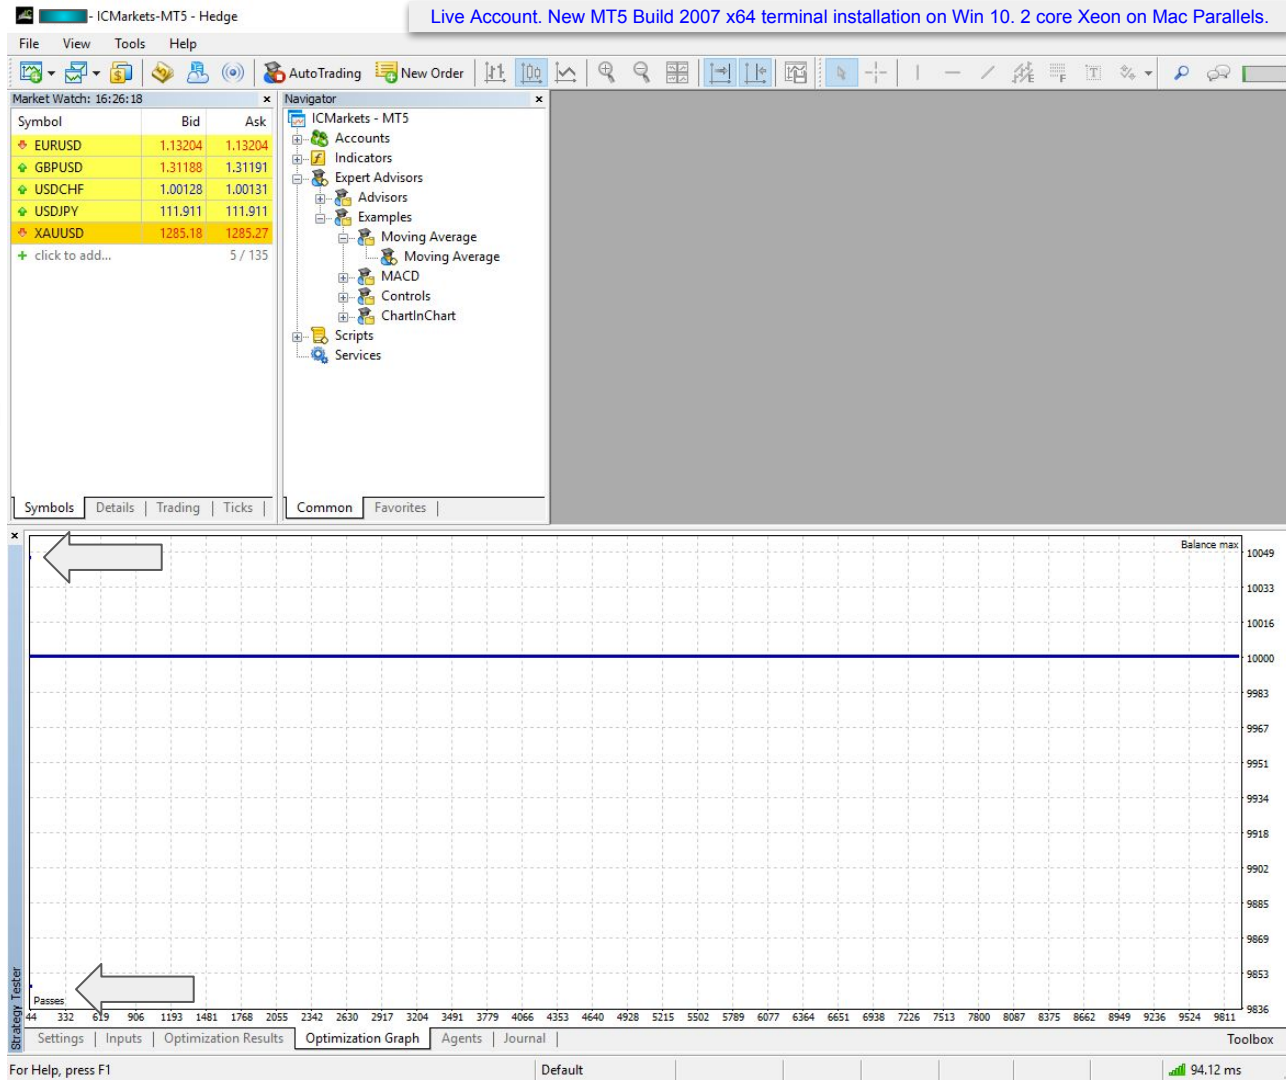 - ICMarkets-MT5 - Hedge
Live Account. New MT5 Build 2007 x64 terminal installation on Win 10. 2 core Xeon on Mac Parallels.
File View Tools Help
AutoTrading New Order
Market Watch: 16:26:18
Symbol Bid Ask
EURUSD 1.13204 1.13204
GBPUSD 1.31188 1.31191
USDCHF 1.00128 1.00131
USDJPY 111.911 111.911
XAUUSD 1285.18 1285.27
click to add... 5 / 135
Symbols Details Trading Ticks
Navigator
ICMarkets - MT5
Accounts
Indicators
Expert Advisors
Advisors
Examples
Moving Average
Moving Average
MACD
Controls
ChartInChart
Scripts
Services
Common Favorites
Balance max
10049
10033
10016
10000
9983
9967
9951
9934
9918
9902
9885
9869
9853
9836
Passes
44 332 619 906 1193 1481 1768 2055 2342 2630 2917 3204 3491 3779 4066 4353 4640 4928 5215 5502 5789 6077 6364 6651 6938 7226 7513 7800 8087 8375 8662 8949 9236 9524 9811
Strategy Tester
Settings Inputs Optimization Results Optimization Graph Agents Journal
Toolbox
For Help, press F1 Default 94.12 ms